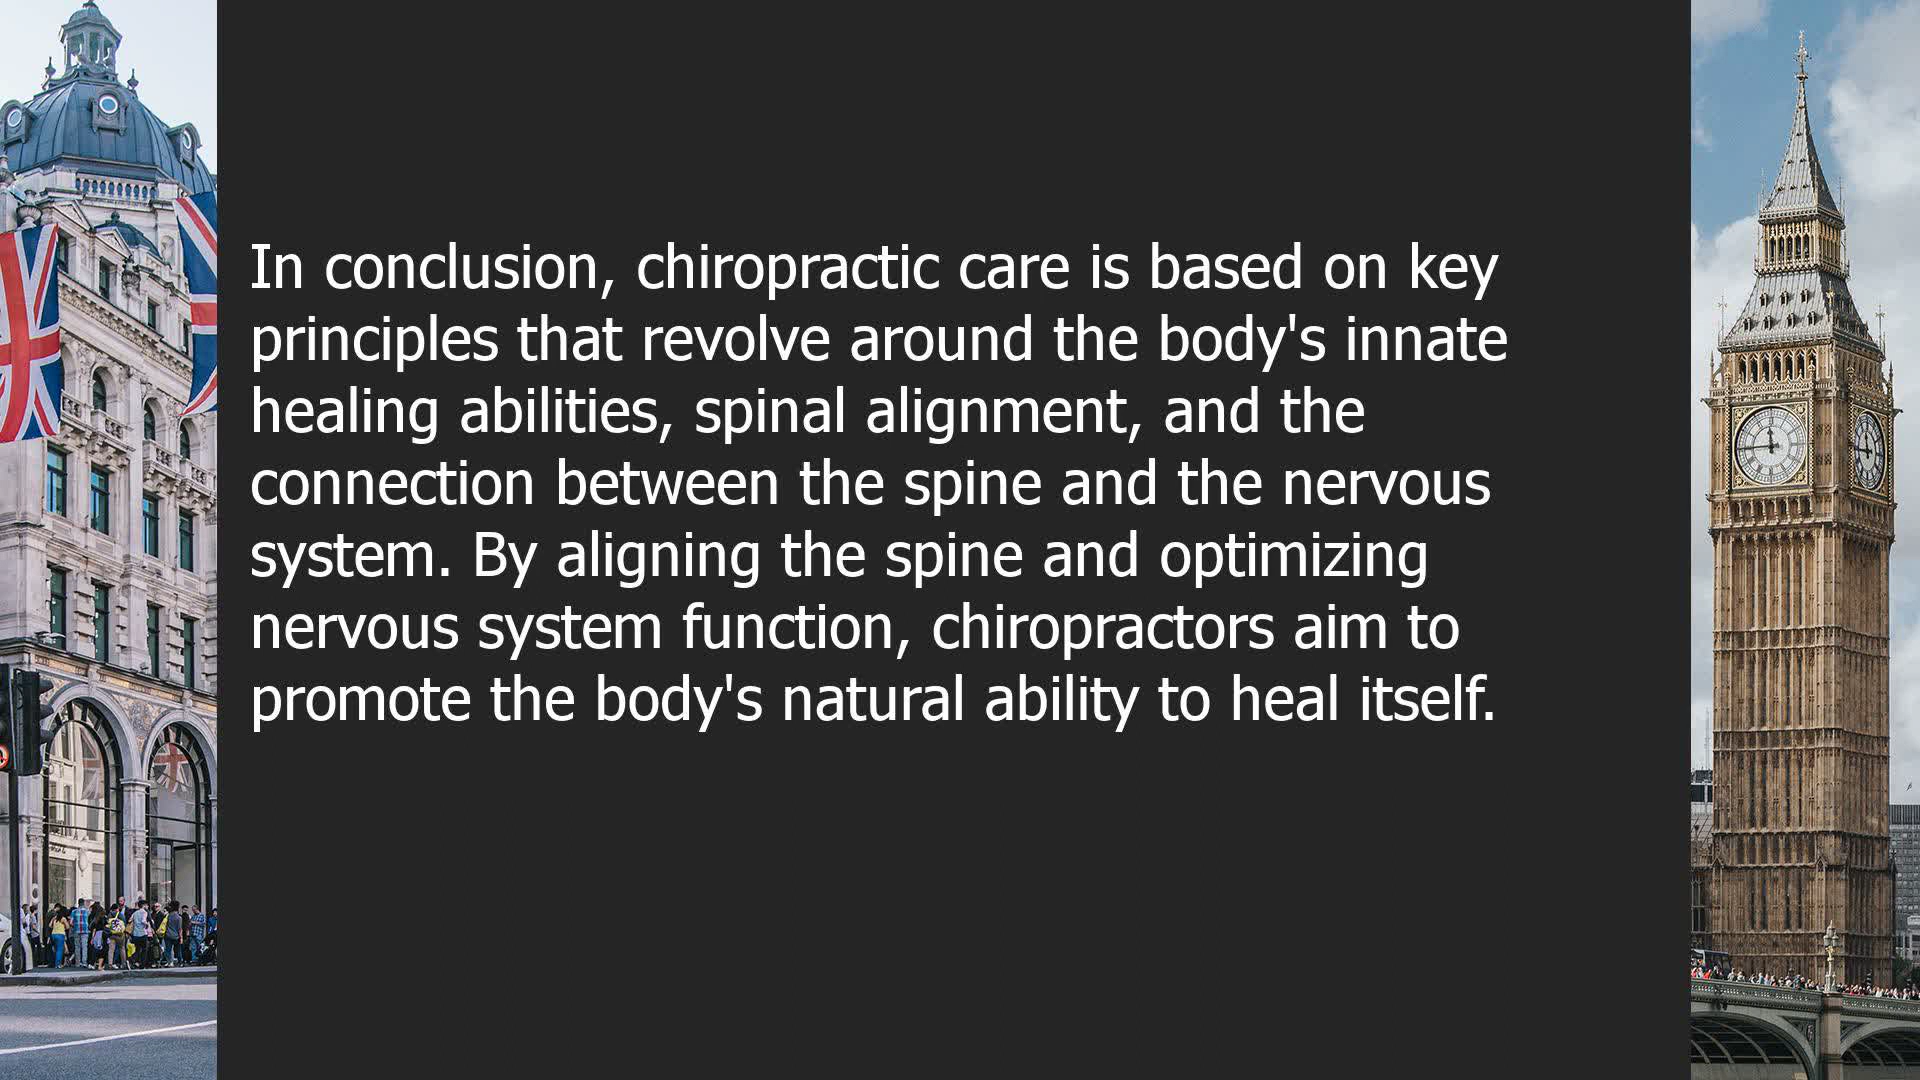 In conclusion, chiropractic care is based on key
principles that revolve around the body's innate
healing abilities, spinal alignment, and the
connection between the spine and the nervous
system. By aligning the spine and optimizing
nervous system function, chiropractors aim to
promote the body's natural ability to heal itself.